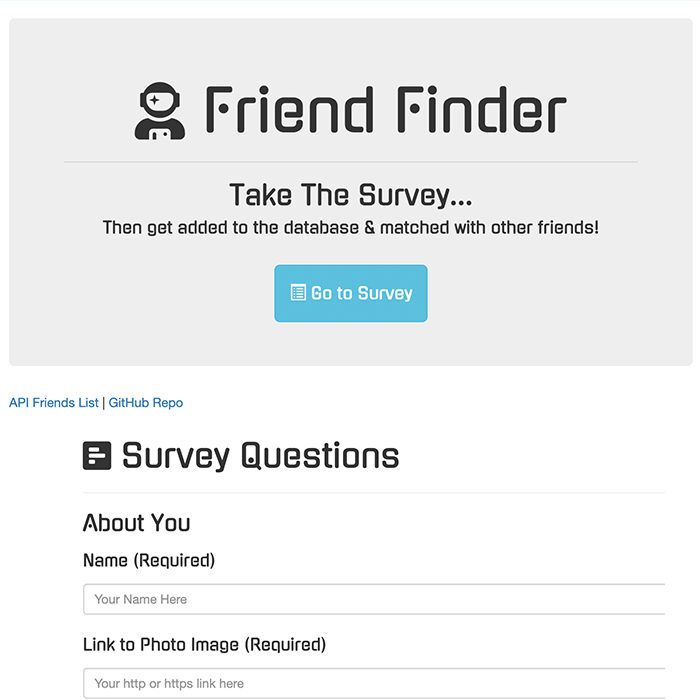 Friend Finder
Take The Survey...
Then get added to the database & matched with other friends!
Go to Survey
API Friends List | GitHub Repo
Survey Questions
About You
Name (Required)
Your Name Here
Link to Photo Image (Required)
Your http or https link here